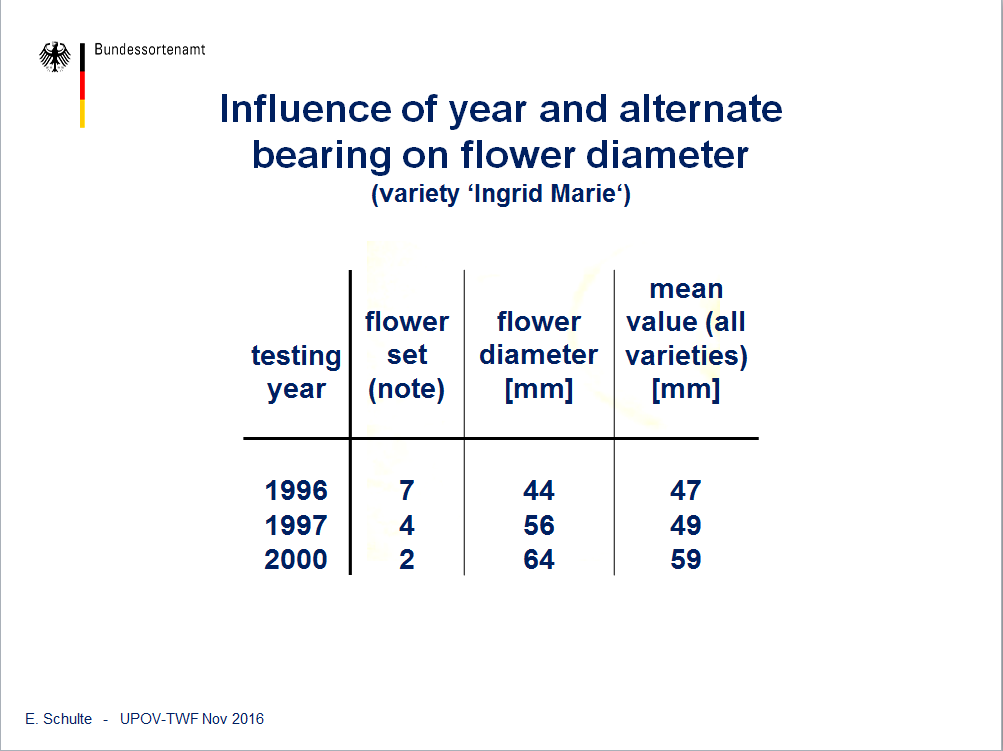 Bundessortenamt
Influence of year and alternate
bearing on flower diameter
(variety ‘Ingrid Marie‘)
testing year | flower set (note) | flower diameter [mm] | mean value (all varieties) [mm]
1996 7 44 47
1997 4 56 49
2000 2 64 59
E. Schulte - UPOV-TWF Nov 2016